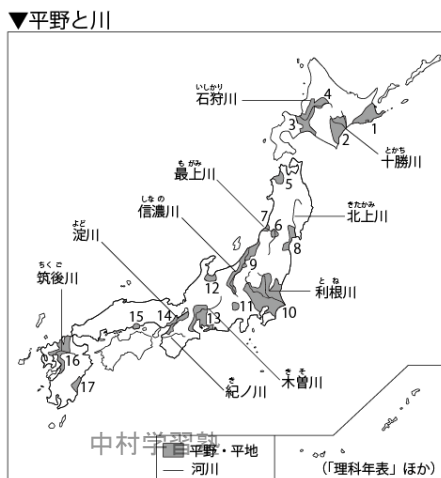 ▼平野と川
いしかり
石狩川
4
3
2
1
とかち
十勝川
もがみ
最上川
5
きたかみ
北上川
しなの
信濃川
7
6
8
よど
淀川
9
ちくご
筑後川
12
とね
利根川
11
10
15
14
13
16
きそ
木曽川
き
紀ノ川
17
中村学習塾
平野・平地
河川
(「理科年表」ほか)